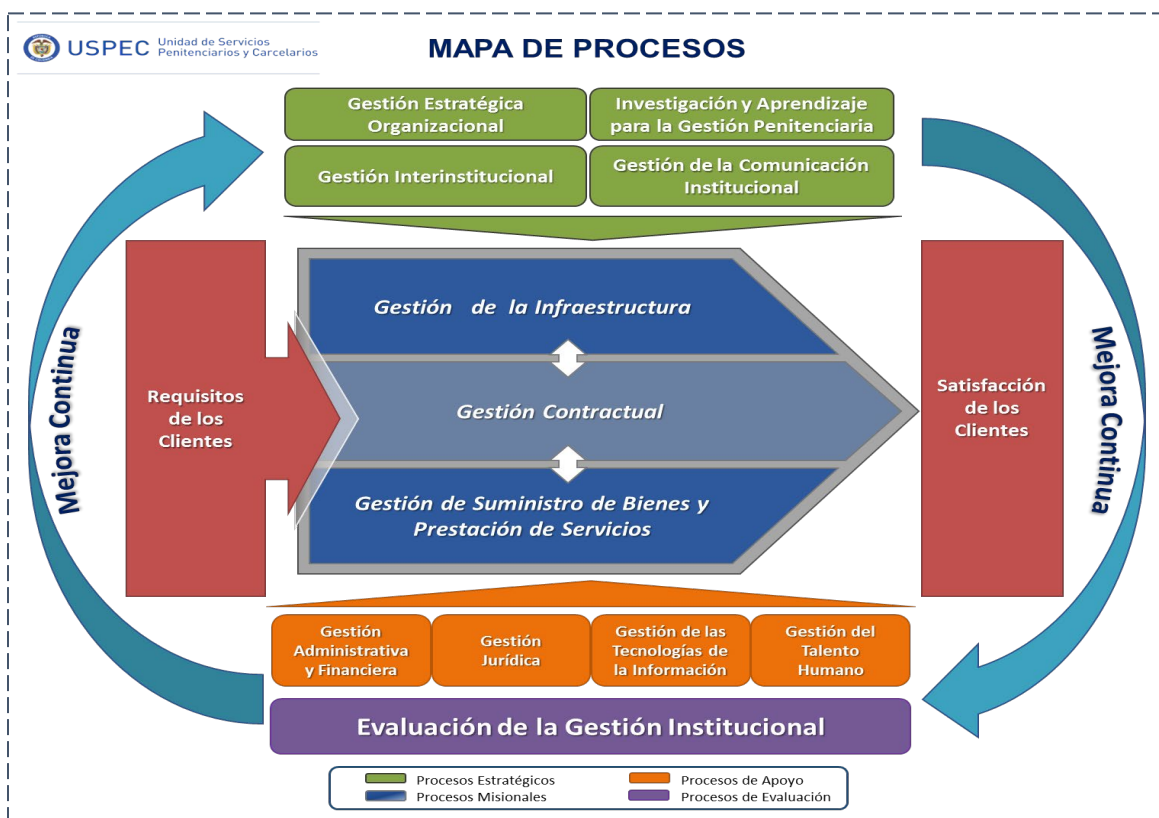 USPEC
Unidad de Servicios
Penitenciarios y Carcelarios
MAPA DE PROCESOS
Gestión Estratégica
Organizacional
Investigación y Aprendizaje
para la Gestión Penitenciaria
Gestión Interinstitucional
Gestión de la Comunicación
Institucional
Mejora Continua
Requisitos
de los
Clientes
Gestión de la Infraestructura
Gestión Contractual
Gestión de Suministro de Bienes y
Prestación de Servicios
Satisfacción
de los
Clientes
Mejora Continua
Gestión
Administrativa
y Financiera
Gestión
Jurídica
Gestión de las
Tecnologías de
la Información
Gestión del
Talento
Humano
Evaluación de la Gestión Institucional
Procesos Estratégicos
Procesos de Apoyo
Procesos Misionales
Procesos de Evaluación